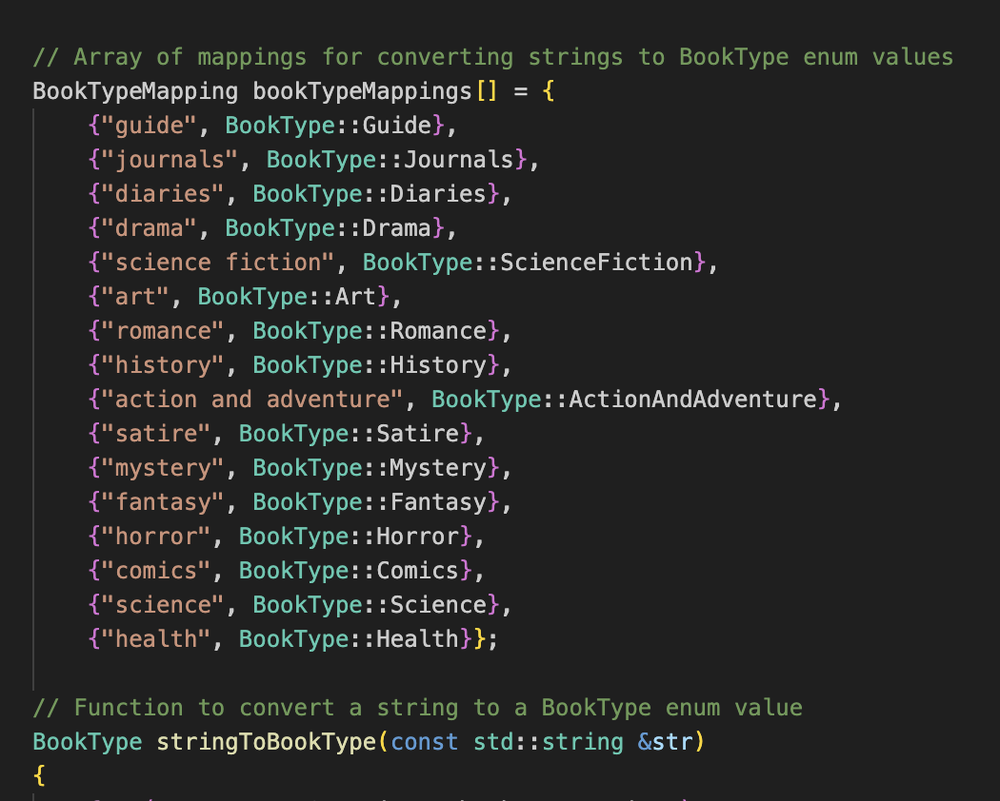 // Array of mappings for converting strings to BookType enum values
BookTypeMapping bookTypeMappings[] = {
    {"guide", BookType::Guide},
    {"journals", BookType::Journals},
    {"diaries", BookType::Diaries},
    {"drama", BookType::Drama},
    {"science fiction", BookType::ScienceFiction},
    {"art", BookType::Art},
    {"romance", BookType::Romance},
    {"history", BookType::History},
    {"action and adventure", BookType::ActionAndAdventure},
    {"satire", BookType::Satire},
    {"mystery", BookType::Mystery},
    {"fantasy", BookType::Fantasy},
    {"horror", BookType::Horror},
    {"comics", BookType::Comics},
    {"science", BookType::Science},
    {"health", BookType::Health}};
// Function to convert a string to a BookType enum value
BookType stringToBookType(const std::string &str)
{